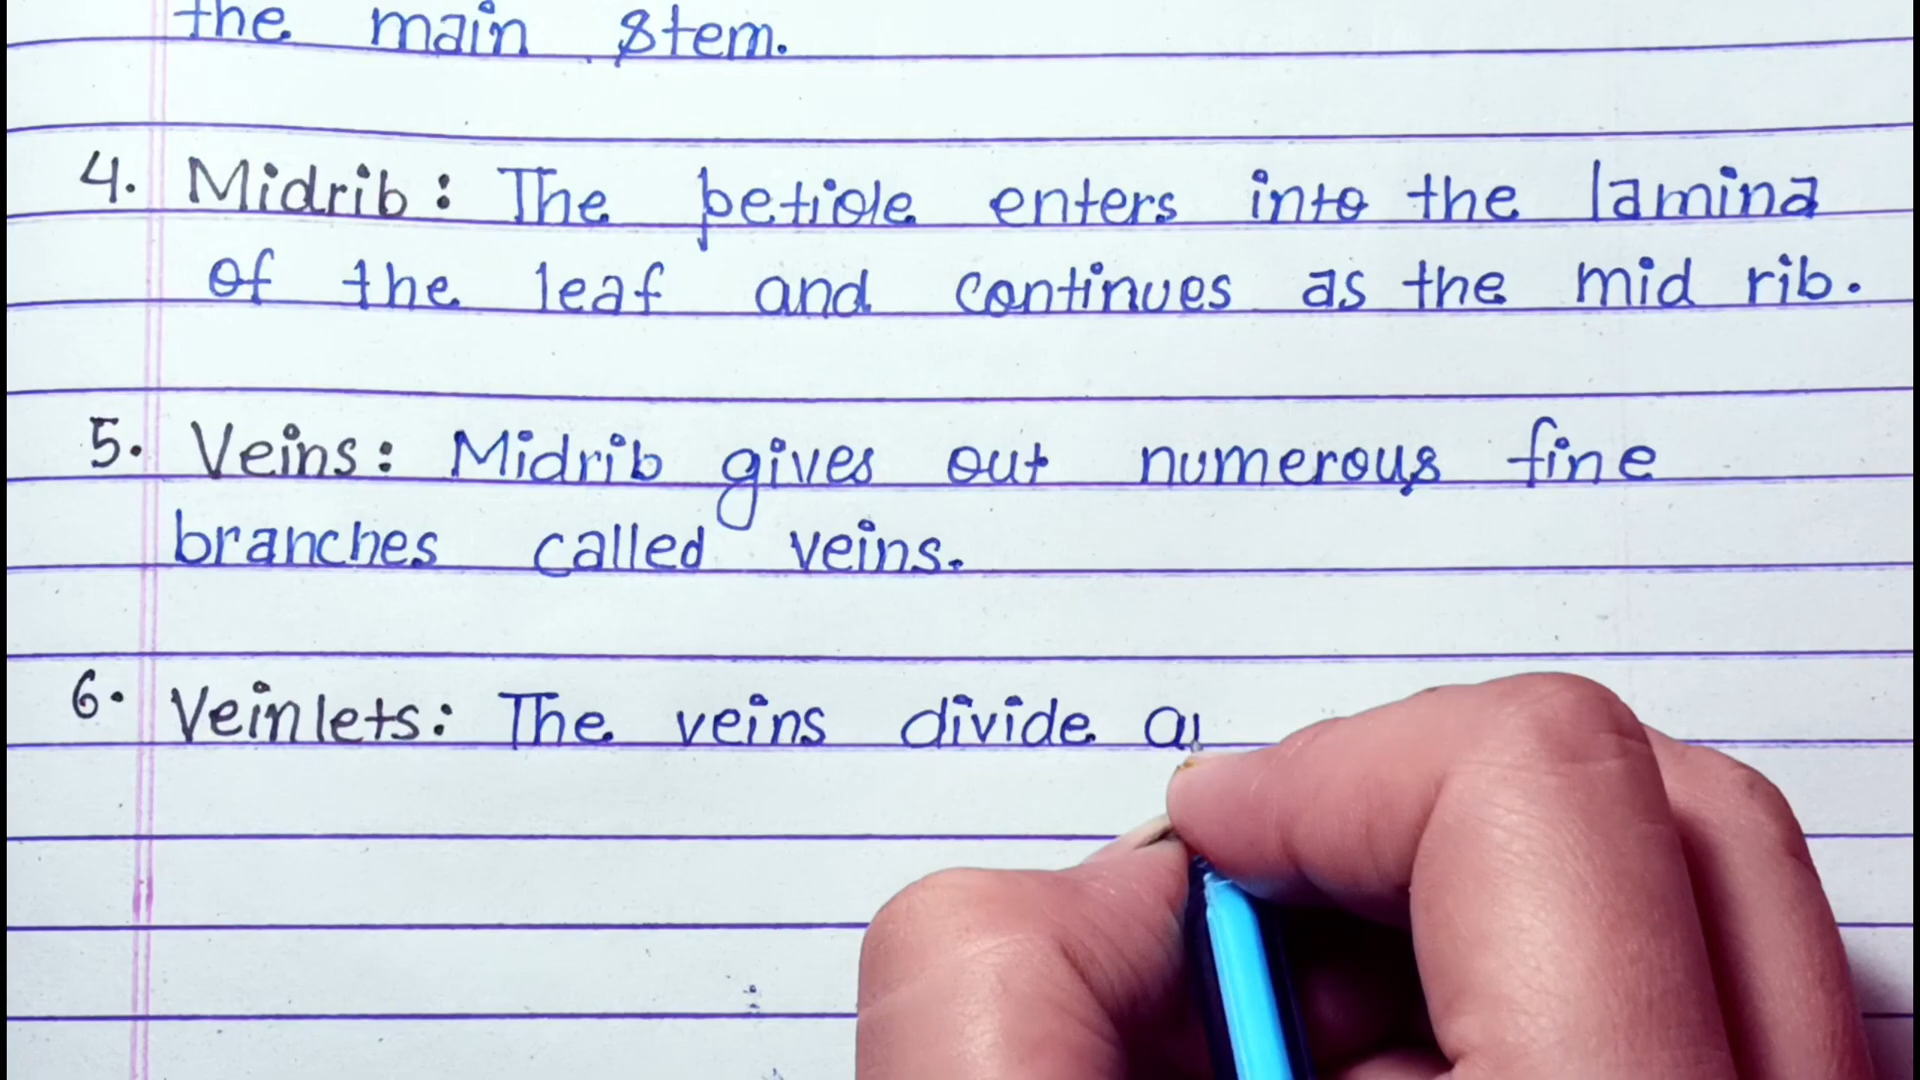 the main stem.
4. Midrib: The petiole enters into the lamina
of the leaf and continues as the mid rib.
5. Veins: Midrib gives out numerous fine
branches called veins.
6. Veinlets: The veins divide